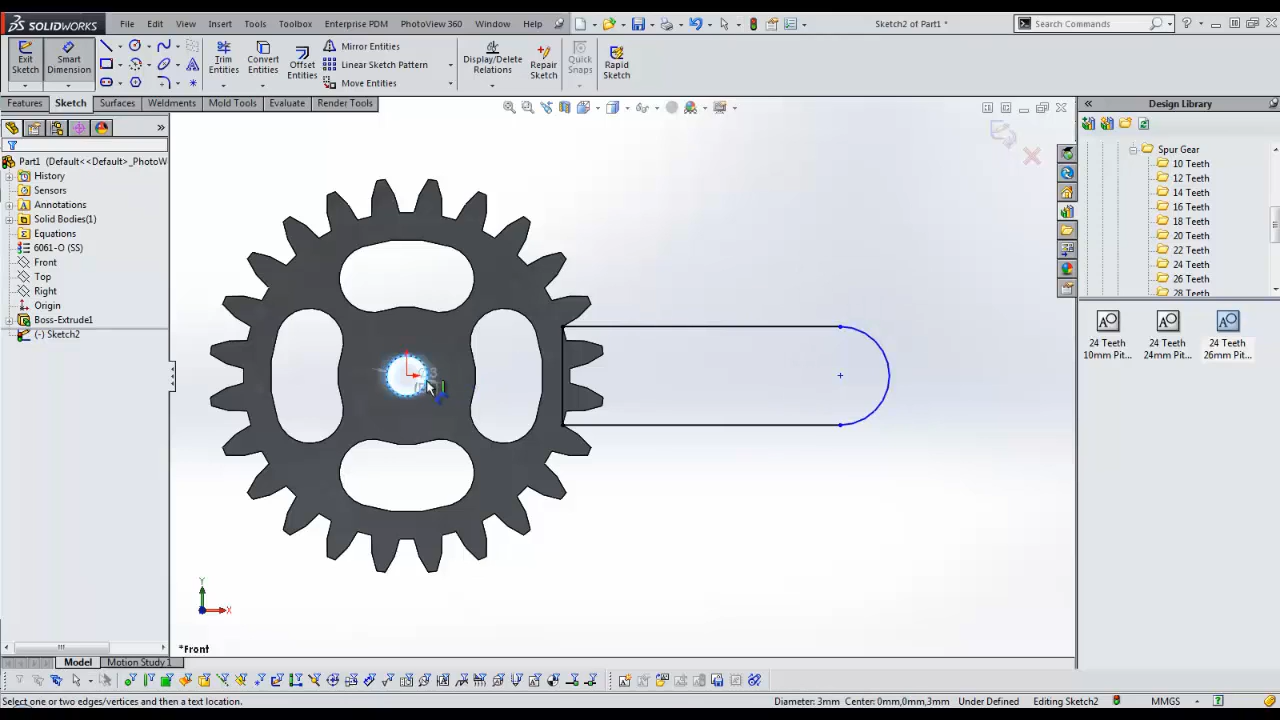 SOLIDWORKS File Edit View Insert Tools Toolbox Enterprise PDM PhotoView 360 Window Help Sketch2 of Part1 * Search Commands
Exit Sketch
Smart Dimension
Trim Entities
Convert Entities
Offset Entities
Mirror Entities
Linear Sketch Pattern
Move Entities
Display/Delete Relations
Repair Sketch
Quick Snaps
Rapid Sketch
Features Sketch Surfaces Weldments Mold Tools Evaluate Render Tools
Design Library
Part1 (Default<<Default>_PhotoW
History
Sensors
Annotations
Solid Bodies(1)
Equations
6061-O (SS)
Front
Top
Right
Origin
Boss-Extrude1
(-) Sketch2
Spur Gear
10 Teeth
12 Teeth
14 Teeth
16 Teeth
18 Teeth
20 Teeth
22 Teeth
24 Teeth
26 Teeth
28 Teeth
24 Teeth 10mm Pit...
24 Teeth 24mm Pit...
24 Teeth 26mm Pit...
Y
X
*Front
Model Motion Study 1
Select one or two edges/vertices and then a text location. Diameter: 3mm Center: 0mm,0mm,3mm Under Defined Editing Sketch2 MMGS